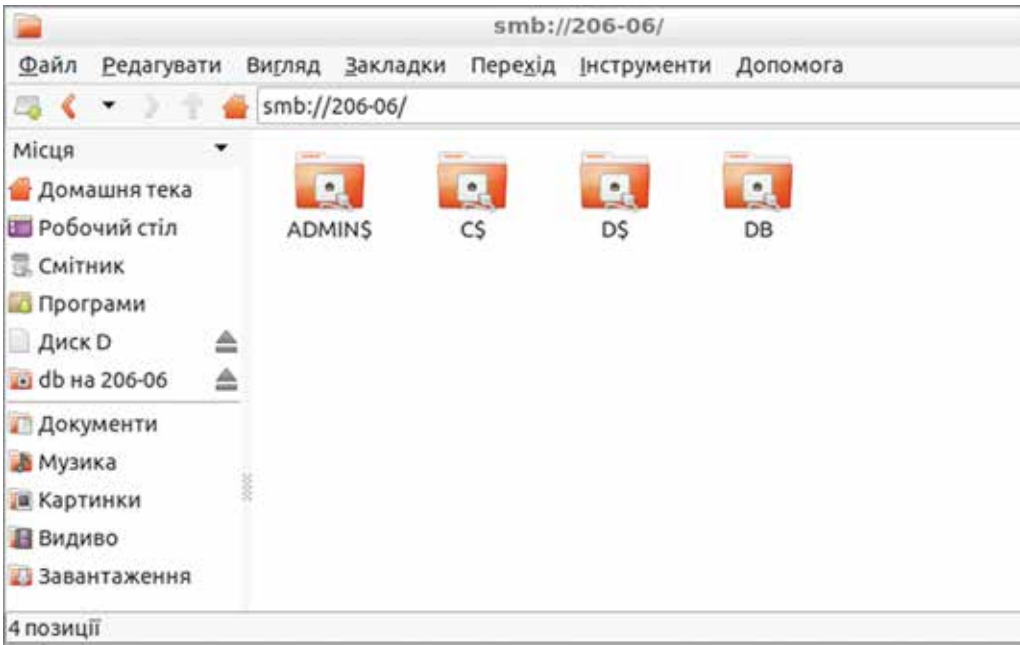 smb://206-06/
Файл Редагувати Вигляд Закладки Перехід Інструменти Допомога
smb://206-06/
Місця
Домашня тека
Робочий стіл
Смітник
Програми
Диск D
db на 206-06
Документи
Музика
Картинки
Видиво
Завантаження
ADMIN$ C$ D$ DB
4 позиції